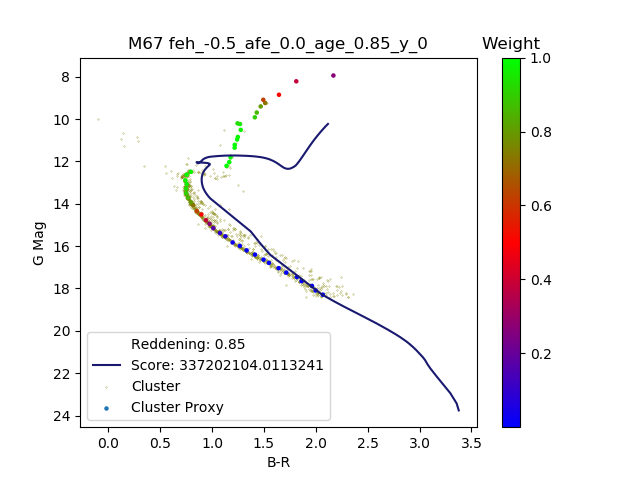 M67 feh_-0.5_afe_0.0_age_0.85_y_0
Weight
8
10
12
14
16
18
20
22
24
G Mag
0.0 0.5 1.0 1.5 2.0 2.5 3.0 3.5
B-R
Reddening: 0.85
Score: 337202104.0113241
Cluster
Cluster Proxy
1.0
0.8
0.6
0.4
0.2